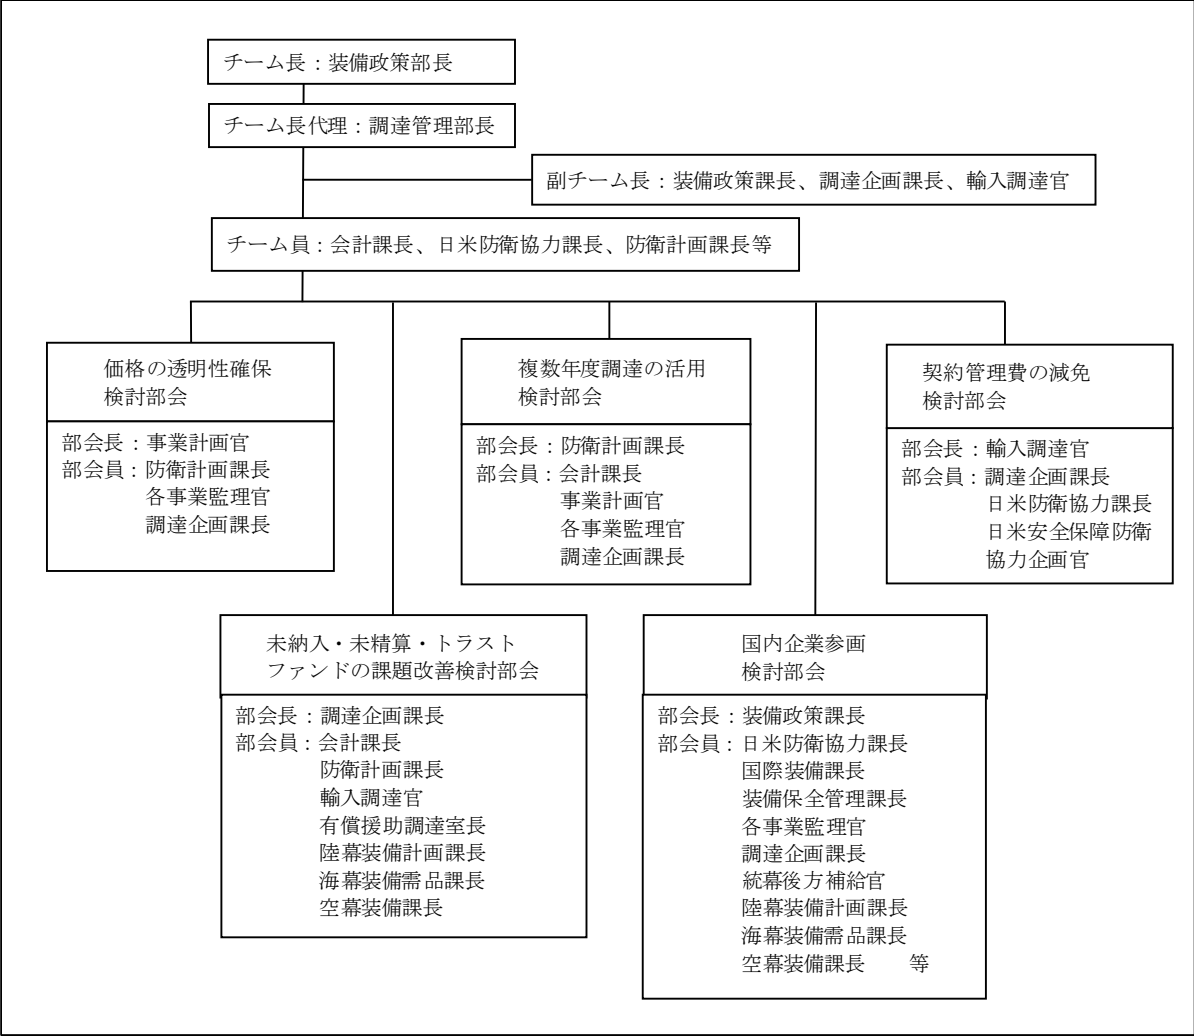 チーム長：装備政策部長
チーム長代理：調達管理部長
副チーム長：装備政策課長、調達企画課長、輸入調達官
チーム員：会計課長、日米防衛協力課長、防衛計画課長等
価格の透明性確保
検討部会
部会長：事業計画官
部会員：防衛計画課長
各事業監理官
調達企画課長
複数年度調達の活用
検討部会
部会長：防衛計画課長
部会員：会計課長
事業計画官
各事業監理官
調達企画課長
契約管理費の減免
検討部会
部会長：輸入調達官
部会員：調達企画課長
日米防衛協力課長
日米安全保障防衛
協力企画官
未納入・未精算・トラスト
ファンドの課題改善検討部会
部会長：調達企画課長
部会員：会計課長
防衛計画課長
輸入調達官
有償援助調達室長
陸幕装備計画課長
海幕装備需品課長
空幕装備課長
国内企業参画
検討部会
部会長：装備政策課長
部会員：日米防衛協力課長
国際装備課長
装備保全管理課長
各事業監理官
調達企画課長
統幕後方補給官
陸幕装備計画課長
海幕装備需品課長
空幕装備課長　　等